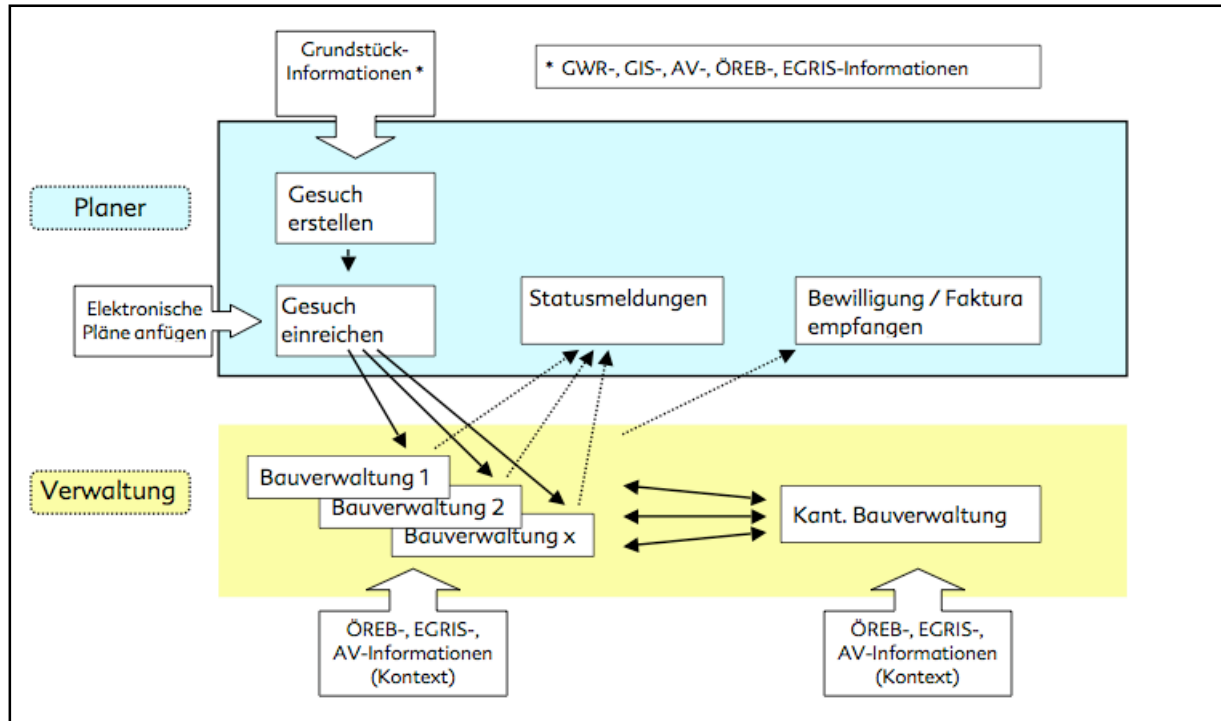 Grundstück-
Informationen *
* GWR-, GIS-, AV-, ÖREB-, EGRIS-Informationen
Planer
Gesuch
erstellen
Elektronische
Pläne anfügen
Gesuch
einreichen
Statusmeldungen
Bewilligung / Faktura
empfangen
Verwaltung
Bauverwaltung 1
Bauverwaltung 2
Bauverwaltung x
Kant. Bauverwaltung
ÖREB-, EGRIS-,
AV-Informationen
(Kontext)
ÖREB-, EGRIS-,
AV-Informationen
(Kontext)